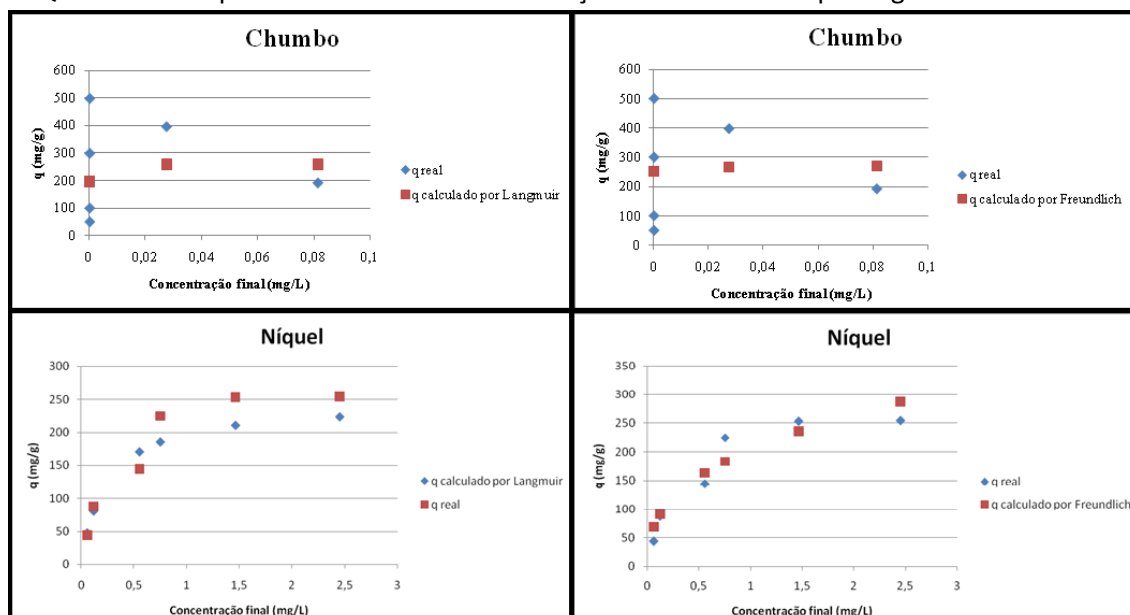 Chumbo
600
500
400
300
200
100
0
q (mg/g)
0 0,02 0,04 0,06 0,08 0,1
Concentração final (mg/L)
q real
q calculado por Langmuir
Chumbo
600
500
400
300
200
100
0
q (mg/g)
0 0,02 0,04 0,06 0,08 0,1
Concentração final (mg/L)
q real
q calculado por Freundlich
Níquel
300
250
200
150
100
50
0
q (mg/g)
0 0,5 1 1,5 2 2,5 3
Concentração final (mg/L)
q calculado por Langmuir
q real
Níquel
350
300
250
200
150
100
50
0
q (mg/g)
0 0,5 1 1,5 2 2,5 3
Concentração final (mg/L)
q real
q calculado por Freundlich